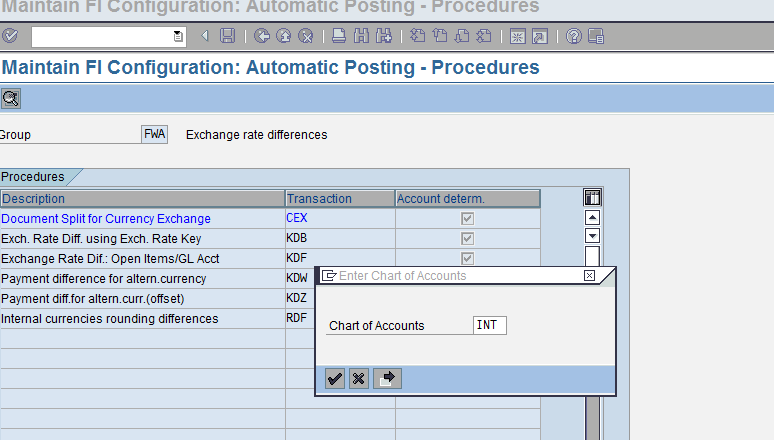 Maintain FI Configuration: Automatic Posting - Procedures
Maintain FI Configuration: Automatic Posting - Procedures
Group FWA Exchange rate differences
Procedures
Description Transaction Account determ.
Document Split for Currency Exchange CEX
Exch. Rate Diff. using Exch. Rate Key KDB
Exchange Rate Dif.: Open Items/GL Acct KDF
Payment difference for altern.currency KDW
Payment diff.for altern.curr.(offset) KDZ
Internal currencies rounding differences RDF
Enter Chart of Accounts
Chart of Accounts INT